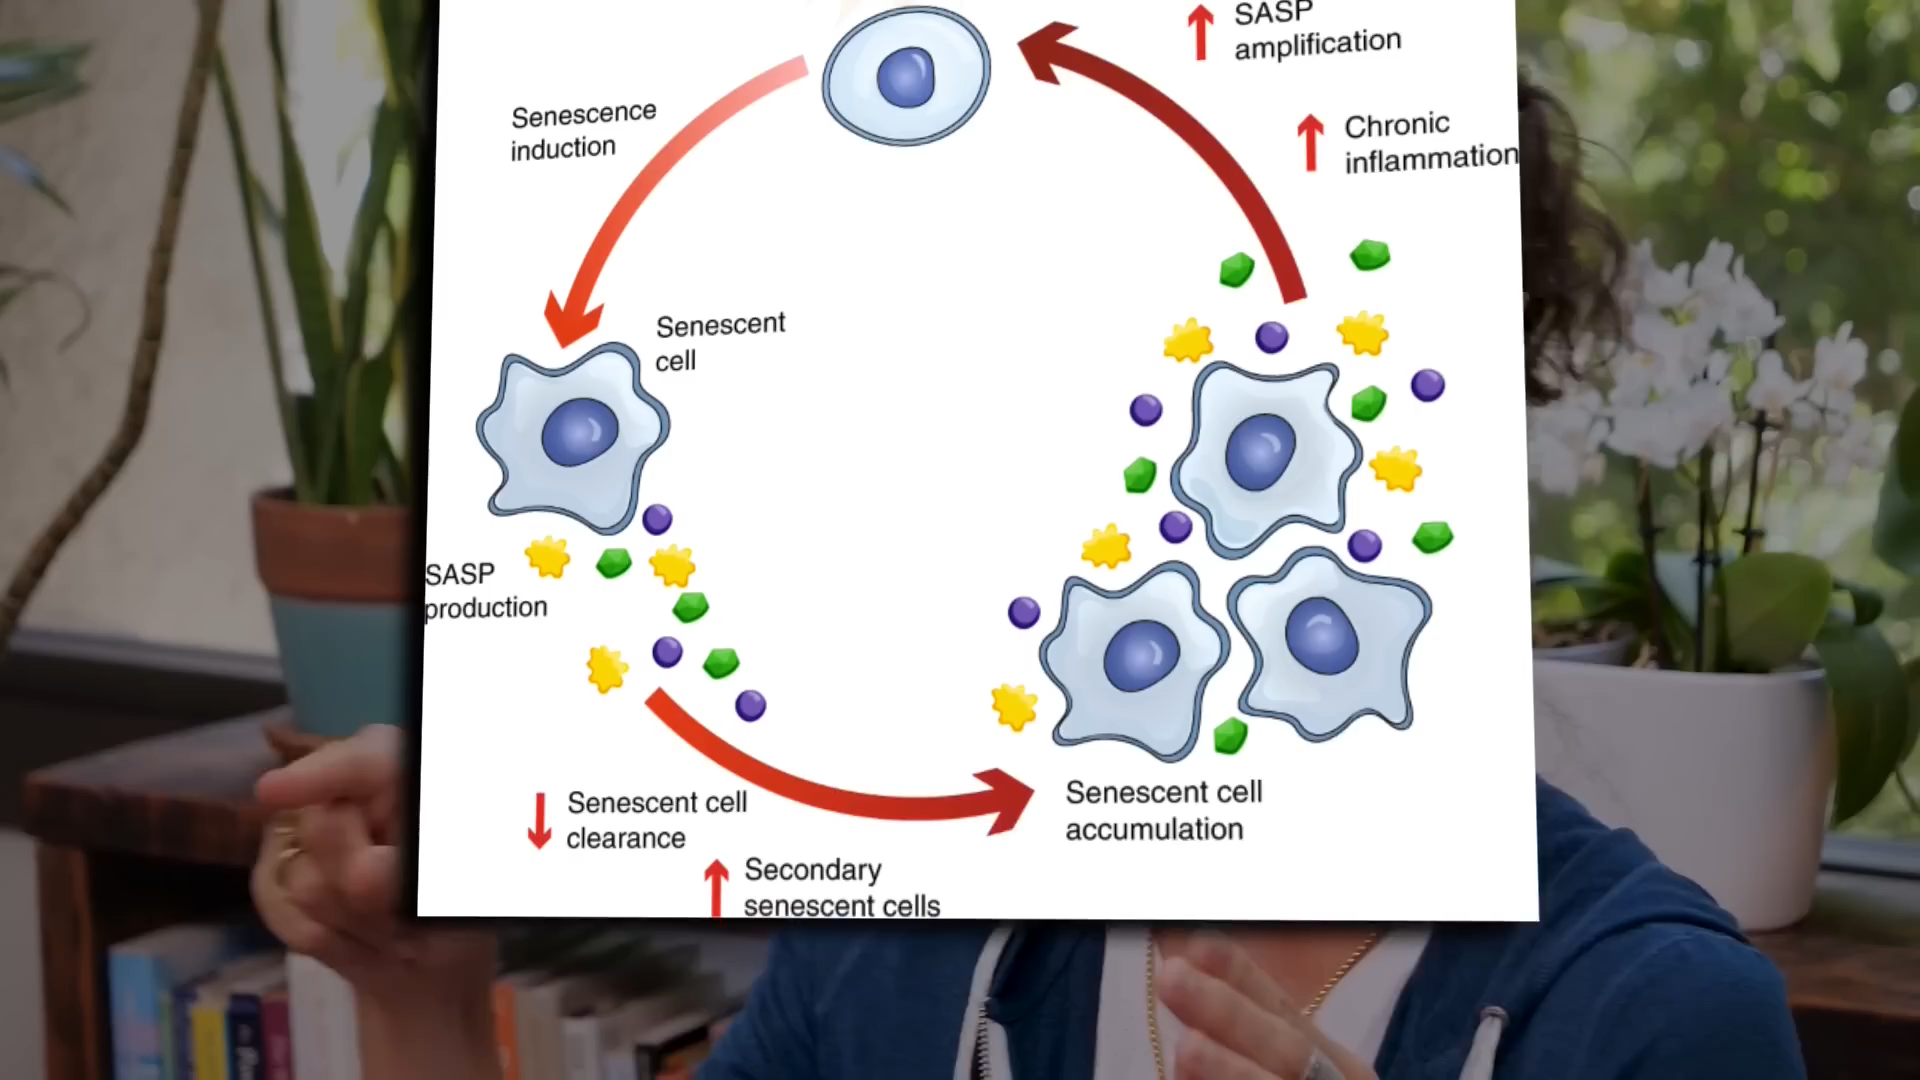 SASP
amplification
Senescence
induction
Chronic
inflammation
Senescent
cell
SASP
production
Senescent cell
clearance
Senescent cell
accumulation
Secondary
senescent cells